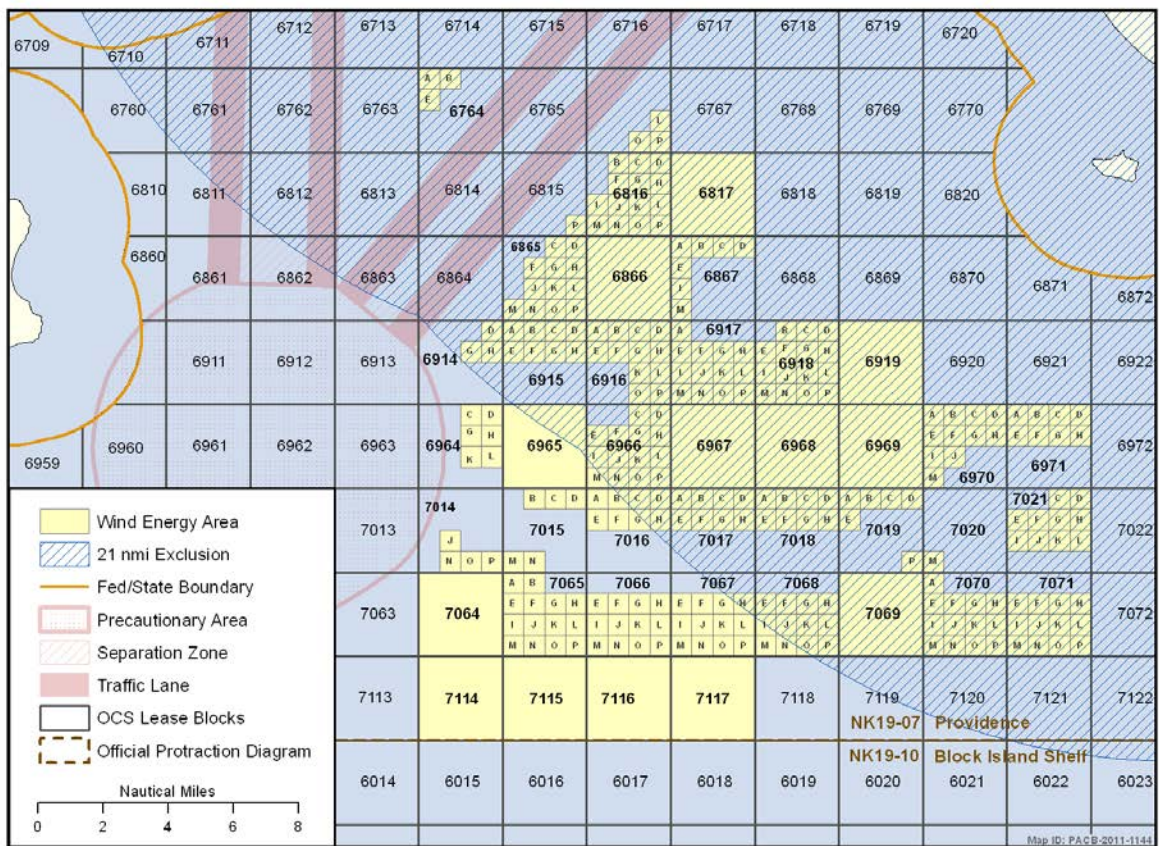 6709 6710 6711 6712 6713 6714 6715 6716 6717 6718 6719 6720
A B
E
6760 6761 6762 6763 6764 6765 6767 6768 6769 6770
L
O P
B C D
F G H
6810 6811 6812 6813 6814 6815 6816 6817 6818 6819 6820
I J K L
P M N O P
6860 6865 C D A B C D
F G H E
6861 6862 6863 6864 6866 6867 6868 6869 6870 6871 6872
J K L I
M N O P M
D A B C D A B C D A 6917 B C D
G H E F G H E F G H E F G H E F G H
6911 6912 6913 6914 6915 6916 6918 6919 6920 6921 6922
K L I J K L I J K L
O P M N O P M N O P
C D C D A B C D A B C D
G H E F G H E F G H E F G H
6959 6960 6961 6962 6963 6964 6965 6966 6967 6968 6969 6972
K L I J K L I J
M N O P M 6970 6971
7014 B C D A B C D A B C D A B C D A B C D 7021 C D
E F G H E F G H E F G H E E F G H
7013 7015 7016 7017 7018 7019 7020 7022
J I J K L
N O P M N P M
A B 7065 7066 7067 7068 A 7070 7071
E F G H E F G H E F G H E F G H E F G H E F G H
7063 7064 I J K L I J K L I J K L I J K L 7069 I J K L I J K L 7072
M N O P M N O P M N O P M N O P M N O P M N O P
7113 7114 7115 7116 7117 7118 7119 7120 7121 7122
NK19-07 Providence
NK19-10 Block Island Shelf
6014 6015 6016 6017 6018 6019 6020 6021 6022 6023
Wind Energy Area
21 nmi Exclusion
Fed/State Boundary
Precautionary Area
Separation Zone
Traffic Lane
OCS Lease Blocks
Official Protraction Diagram
Nautical Miles
0 2 4 6 8
Map ID: PACB-2011-1144